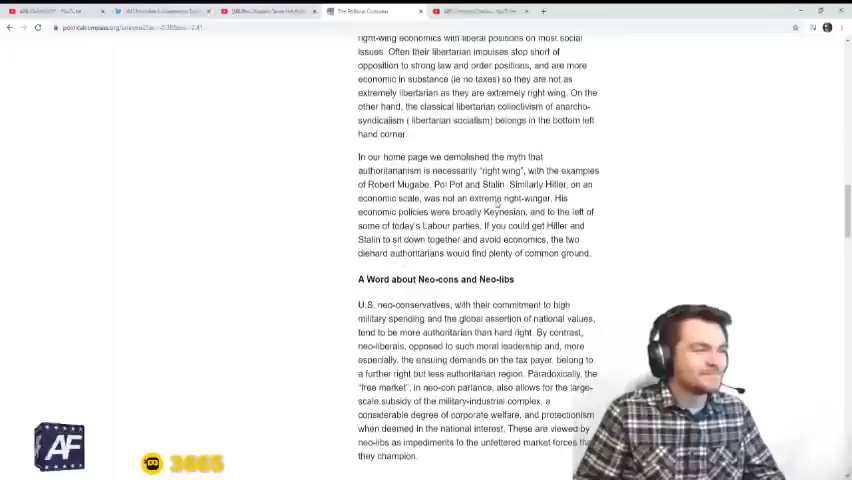 The Political Compass
right-wing economics with liberal positions on most social
issues. Often their libertarian impulses stop short of
opposition to strong law and order positions, and are more
economic in substance (ie no taxes) so they are not as
extremely libertarian as they are extremely right wing. On the
other hand, the classical libertarian collectivism of anarcho-
syndicalism ( libertarian socialism) belongs in the bottom left
hand corner.
In our home page we demolished the myth that
authoritarianism is necessarily "right wing", with the examples
of Robert Mugabe, Pol Pot and Stalin. Similarly Hitler, on an
economic scale, was not an extreme right-winger. His
economic policies were broadly Keynesian, and to the left of
some of today's Labour parties. If you could get Hitler and
Stalin to sit down together and avoid economics, the two
diehard authoritarians would find plenty of common ground.
A Word about Neo-cons and Neo-libs
U.S. neo-conservatives, with their commitment to high
military spending and the global assertion of national values,
tend to be more authoritarian than hard right. By contrast,
neo-liberals, opposed to such moral leadership and, more
especially, the ensuing demands on the tax payer, belong to
a further right but less authoritarian region. Paradoxically, the
"free market", in neo-con parlance, also allows for the large-
scale subsidy of the military-industrial complex, a
considerable degree of corporate welfare, and protectionism
when deemed in the national interest. These are viewed by
neo-libs as impediments to the unfettered market forces tha
they champion.
AF
3665